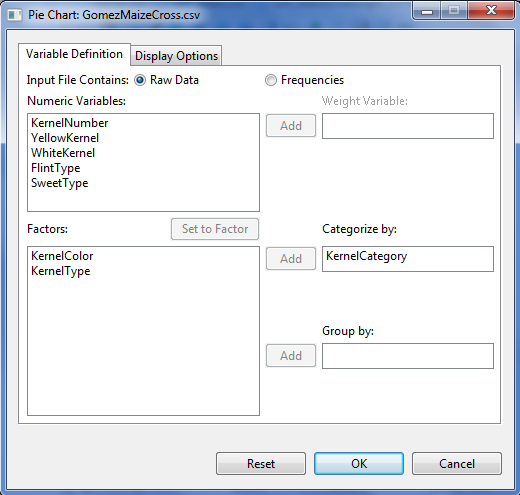 Pie Chart: GomezMaizeCross.csv
Variable Definition
Display Options
Input File Contains:
Raw Data
Frequencies
Numeric Variables:
Weight Variable:
KernelNumber
YellowKernel
WhiteKernel
FlintType
SweetType
Add
Factors:
Set to Factor
Categorize by:
KernelColor
KernelType
Add
KernelCategory
Group by:
Add
Reset
OK
Cancel